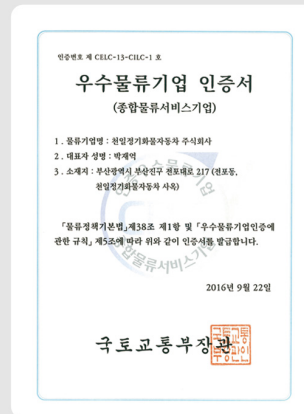 인증번호 제 CELC-13-CILC-1 호
우수물류기업 인증서
(종합물류서비스기업)
1. 물류기업명 : 천일정기화물자동차 주식회사
2. 대표자 성명 : 박재억
3. 소재지 : 부산광역시 부산진구 전포대로 217 (전포동,
천일정기화물자동차 사옥)
「물류정책기본법」제38조 제1항 및 「우수물류기업인증에
관한 규칙」 제5조에 따라 위와 같이 인증서를 발급합니다.
2016년 9월 22일
국토교통부장관